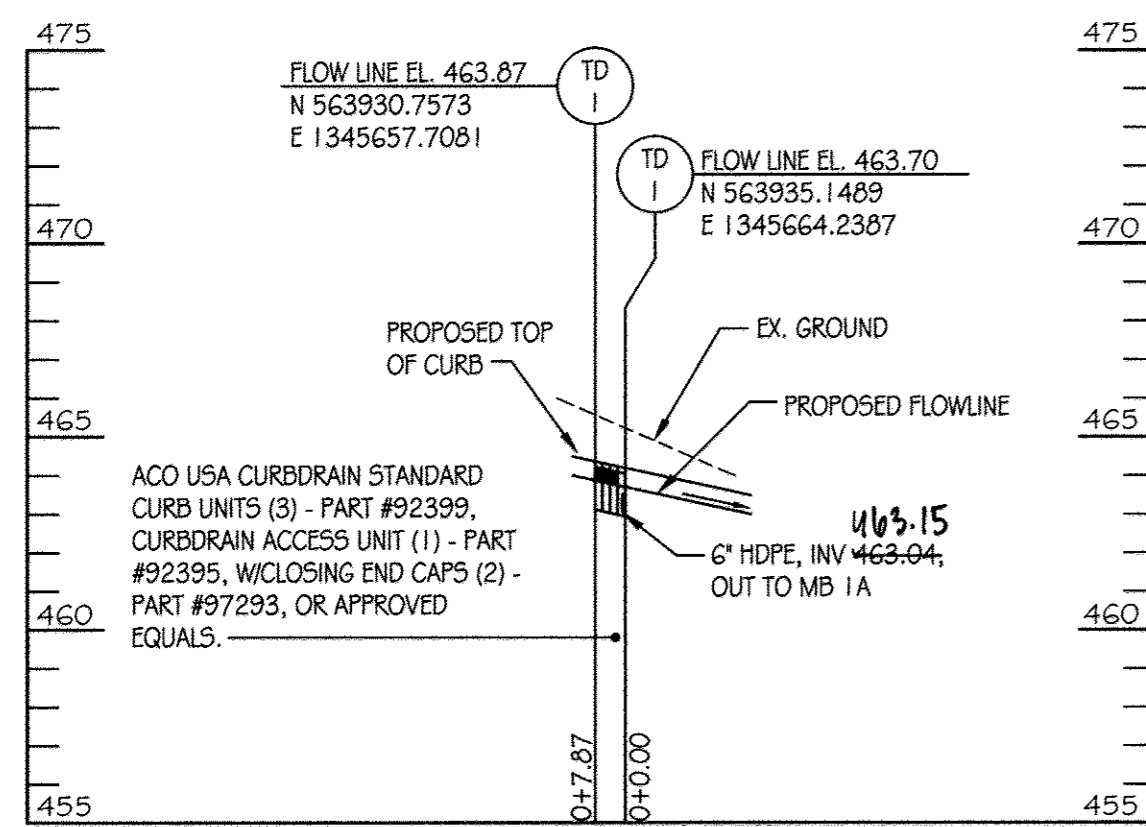 475
475
FLOW LINE EL. 463.87
N 563930.7573
E 1345657.7081
TD
1
TD
1
FLOW LINE EL. 463.70
N 563935.1489
E 1345664.2387
470
470
PROPOSED TOP
OF CURB
EX. GROUND
PROPOSED FLOWLINE
465
465
ACO USA CURBDRAIN STANDARD
CURB UNITS (3) - PART #92399,
CURBDRAIN ACCESS UNIT (1) - PART
#92395, W/CLOSING END CAPS (2) -
PART #97293, OR APPROVED
EQUALS.
463.15
6" HDPE, INV 463.04,
OUT TO MB 1A
460
460
0+7.87
0+0.00
455
455